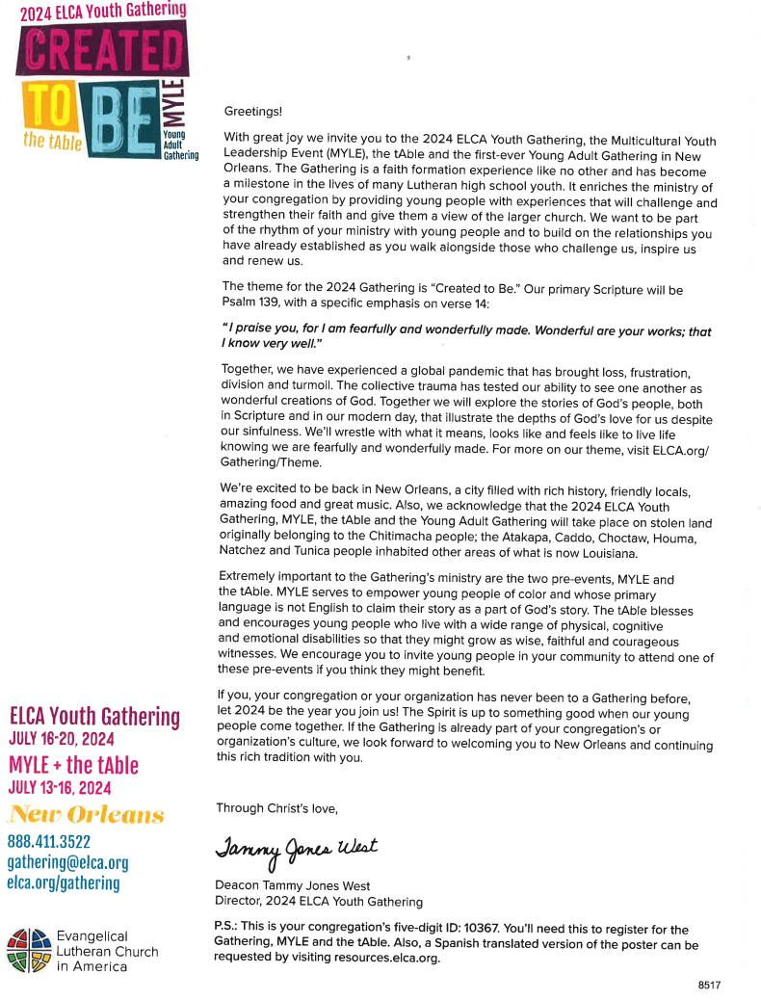 2024 ELCA Youth Gathering
CREATED
TO BE
MYLE
the tAble
Young
Adult
Gathering
Greetings!
With great joy we invite you to the 2024 ELCA Youth Gathering, the Multicultural Youth
Leadership Event (MYLE), the tAble and the first-ever Young Adult Gathering in New
Orleans. The Gathering is a faith formation experience like no other and has become
a milestone in the lives of many Lutheran high school youth. It enriches the ministry of
your congregation by providing young people with experiences that will challenge and
strengthen their faith and give them a view of the larger church. We want to be part
of the rhythm of your ministry with young people and to build on the relationships you
have already established as you walk alongside those who challenge us, inspire us
and renew us.
The theme for the 2024 Gathering is “Created to Be.” Our primary Scripture will be
Psalm 139, with a specific emphasis on verse 14:
“I praise you, for I am fearfully and wonderfully made. Wonderful are your works; that
I know very well.”
Together, we have experienced a global pandemic that has brought loss, frustration,
division and turmoil. The collective trauma has tested our ability to see one another as
wonderful creations of God. Together we will explore the stories of God’s people, both
in Scripture and in our modern day, that illustrate the depths of God’s love for us despite
our sinfulness. We’ll wrestle with what it means, looks like and feels like to live life
knowing we are fearfully and wonderfully made. For more on our theme, visit ELCA.org/
Gathering/Theme.
We’re excited to be back in New Orleans, a city filled with rich history, friendly locals,
amazing food and great music. Also, we acknowledge that the 2024 ELCA Youth
Gathering, MYLE, the tAble and the Young Adult Gathering will take place on stolen land
originally belonging to the Chitimacha people; the Atakapa, Caddo, Choctaw, Houma,
Natchez and Tunica people inhabited other areas of what is now Louisiana.
Extremely important to the Gathering’s ministry are the two pre-events, MYLE and
the tAble. MYLE serves to empower young people of color and whose primary
language is not English to claim their story as a part of God’s story. The tAble blesses
and encourages young people who live with a wide range of physical, cognitive
and emotional disabilities so that they might grow as wise, faithful and courageous
witnesses. We encourage you to invite young people in your community to attend one of
these pre-events if you think they might benefit.
If you, your congregation or your organization has never been to a Gathering before,
let 2024 be the year you join us! The Spirit is up to something good when our young
people come together. If the Gathering is already part of your congregation’s or
organization’s culture, we look forward to welcoming you to New Orleans and continuing
this rich tradition with you.
Through Christ’s love,
Tammy Jones West
Deacon Tammy Jones West
Director, 2024 ELCA Youth Gathering
P.S.: This is your congregation’s five-digit ID: 10367. You’ll need this to register for the
Gathering, MYLE and the tAble. Also, a Spanish translated version of the poster can be
requested by visiting resources.elca.org.
8517
ELCA Youth Gathering
JULY 16-20, 2024
MYLE + the tAble
JULY 13-16, 2024
New Orleans
888.411.3522
gathering@elca.org
elca.org/gathering
Evangelical
Lutheran Church
in America